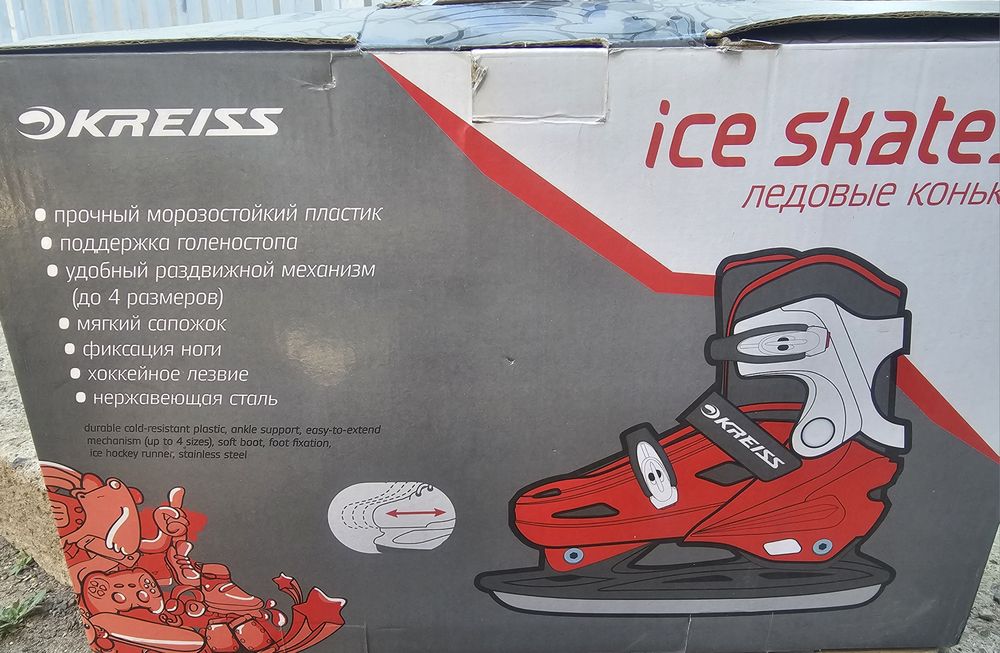 KREISS
ice skate
ледовые коньк
прочный морозостойкий пластик
поддержка голеностопа
удобный раздвижной механизм
(до 4 размеров)
мягкий сапожок
фиксация ноги
хоккейное лезвие
нержавеющая сталь
durable cold-resistant plastic, ankle support, easy-to-extend
mechanism (up to 4 sizes), soft boot, foot fixation,
ice hockey runner, stainless steel
KREISS